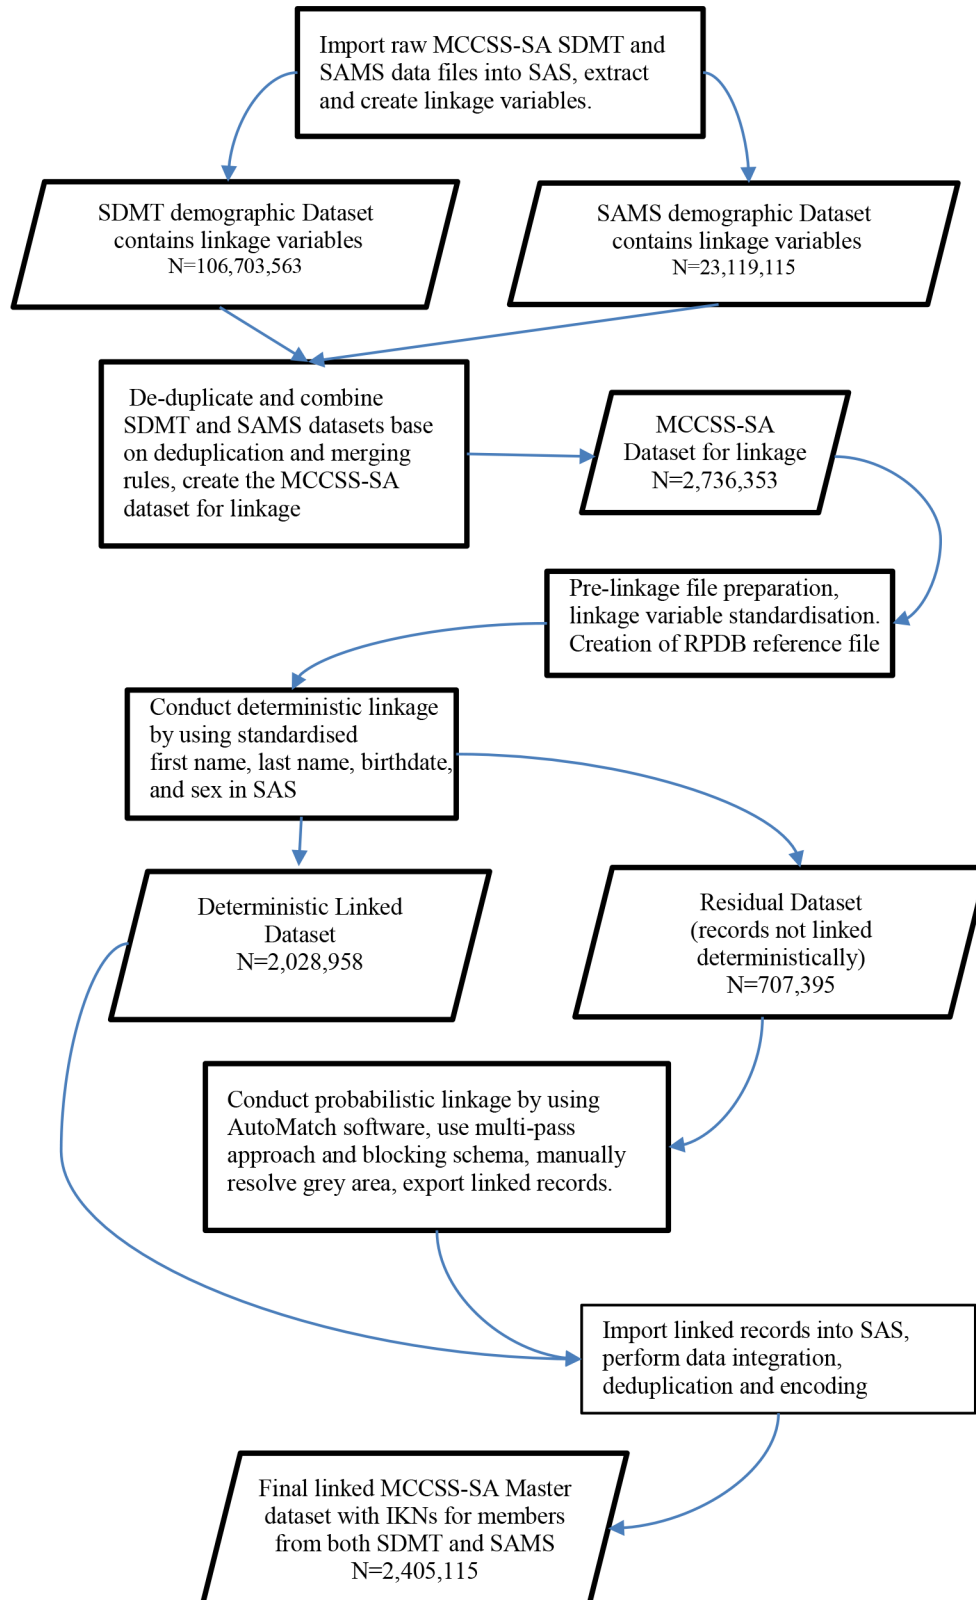 Import raw MCCSS-SA SDMT and
SAMS data files into SAS, extract
and create linkage variables.
SDMT demographic Dataset
contains linkage variables
N=106,703,563
SAMS demographic Dataset
contains linkage variables
N=23,119,115
De-duplicate and combine
SDMT and SAMS datasets base
on deduplication and merging
rules, create the MCCSS-SA
dataset for linkage
MCCSS-SA
Dataset for linkage
N=2,736,353
Pre-linkage file preparation,
linkage variable standardisation.
Creation of RPDB reference file
Conduct deterministic linkage
by using standardised
first name, last name, birthdate,
and sex in SAS
Deterministic Linked
Dataset
N=2,028,958
Residual Dataset
(records not linked
deterministically)
N=707,395
Conduct probabilistic linkage by using
AutoMatch software, use multi-pass
approach and blocking schema, manually
resolve grey area, export linked records.
Import linked records into SAS,
perform data integration,
deduplication and encoding
Final linked MCCSS-SA Master
dataset with IKNs for members
from both SDMT and SAMS
N=2,405,115